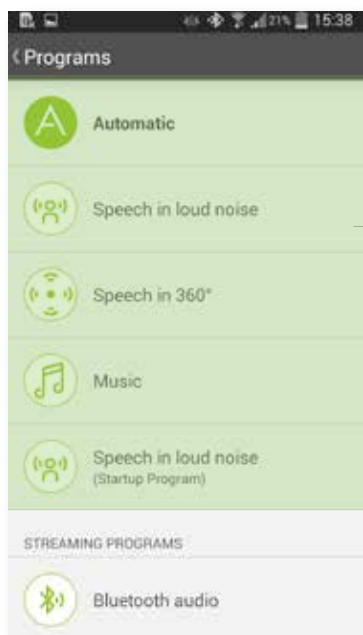 21% 15:38
Programs
A Automatic
Speech in loud noise
Speech in 360°
Music
Speech in loud noise
(Startup Program)
STREAMING PROGRAMS
Bluetooth audio